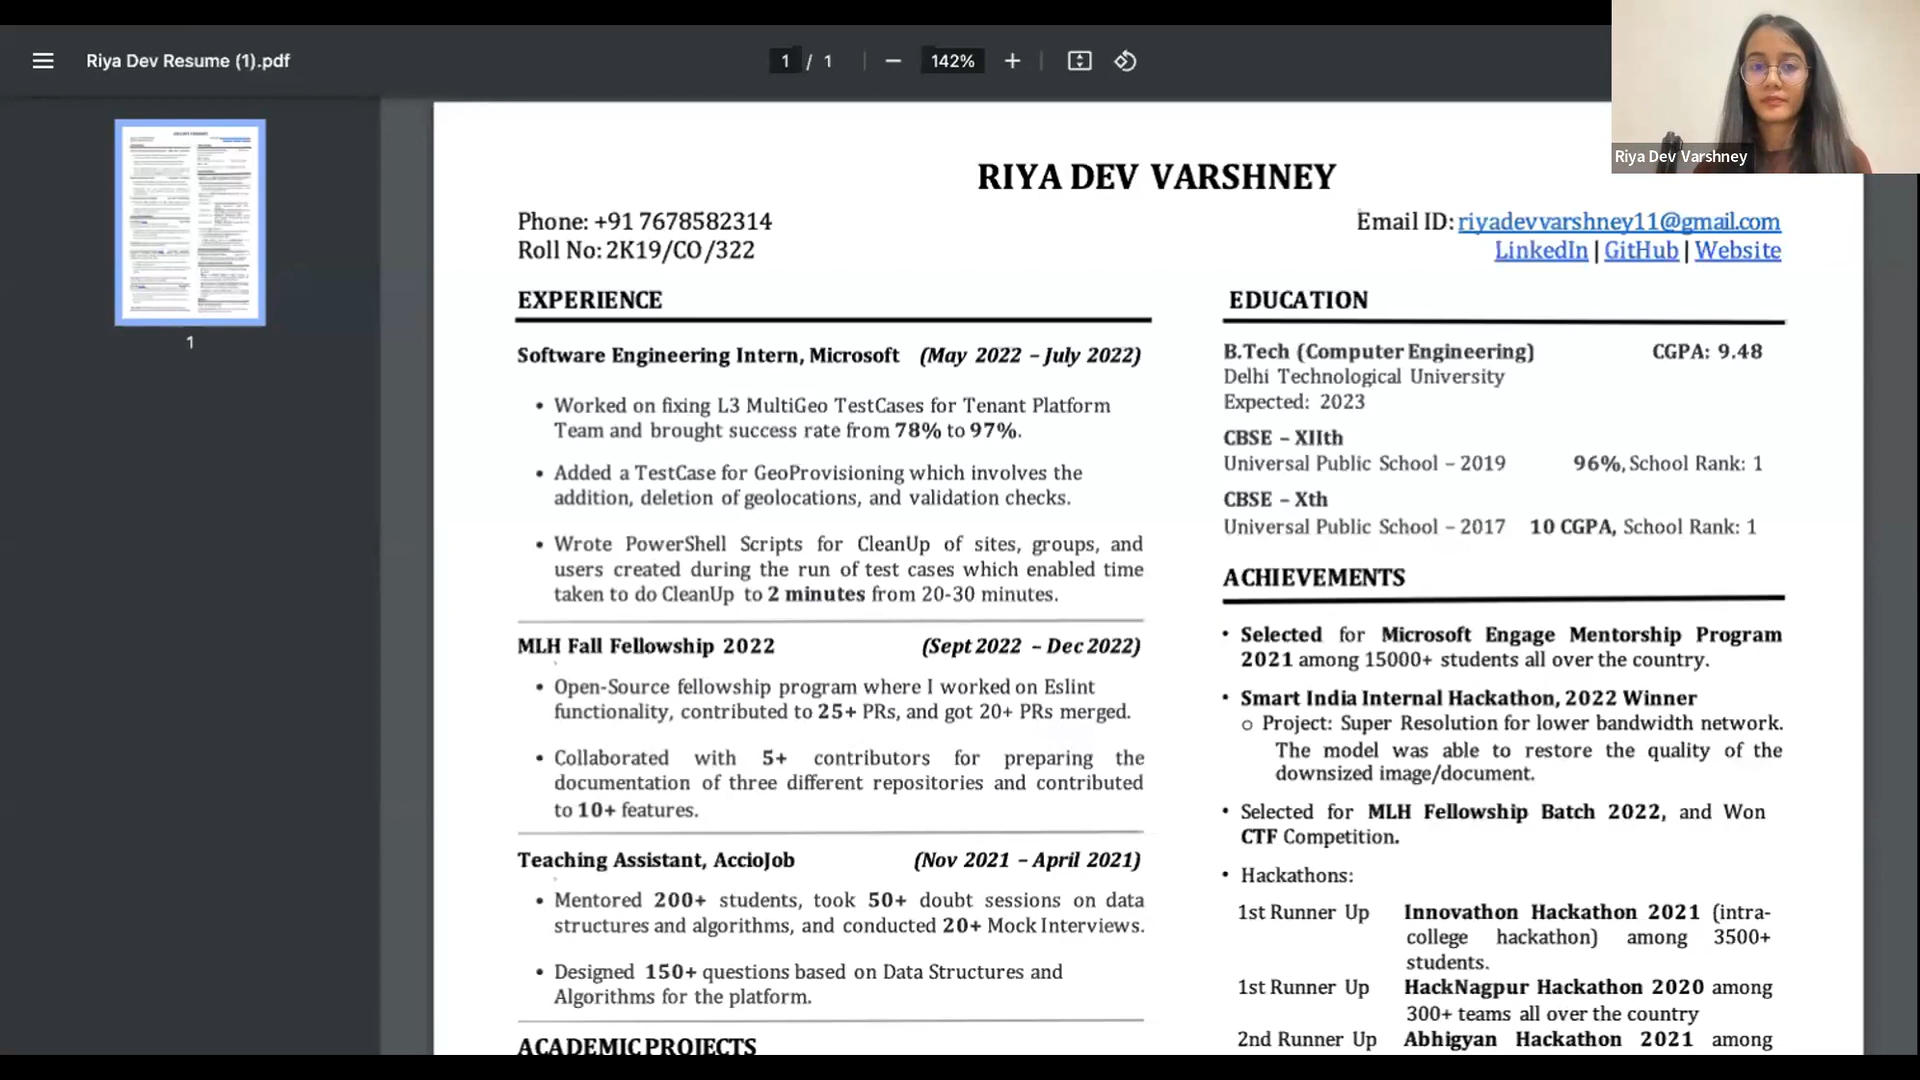 Riya Dev Resume (1).pdf
1 / 1
142%
Riya Dev Varshney
1
RIYA DEV VARSHNEY
Phone: +91 7678582314
Roll No: 2K19/CO/322
Email ID: riyadevvarshney11@gmail.com
LinkedIn | GitHub | Website
EXPERIENCE
Software Engineering Intern, Microsoft (May 2022 – July 2022)
• Worked on fixing L3 MultiGeo TestCases for Tenant Platform
Team and brought success rate from 78% to 97%.
• Added a TestCase for GeoProvisioning which involves the
addition, deletion of geolocations, and validation checks.
• Wrote PowerShell Scripts for CleanUp of sites, groups, and
users created during the run of test cases which enabled time
taken to do CleanUp to 2 minutes from 20-30 minutes.
MLH Fall Fellowship 2022 (Sept 2022 – Dec 2022)
• Open-Source fellowship program where I worked on Eslint
functionality, contributed to 25+ PRs, and got 20+ PRs merged.
• Collaborated with 5+ contributors for preparing the
documentation of three different repositories and contributed
to 10+ features.
Teaching Assistant, AccioJob (Nov 2021 – April 2021)
• Mentored 200+ students, took 50+ doubt sessions on data
structures and algorithms, and conducted 20+ Mock Interviews.
• Designed 150+ questions based on Data Structures and
Algorithms for the platform.
ACADEMIC PROJECTS
EDUCATION
B.Tech (Computer Engineering) CGPA: 9.48
Delhi Technological University
Expected: 2023
CBSE – XIIth
Universal Public School – 2019 96%, School Rank: 1
CBSE – Xth
Universal Public School – 2017 10 CGPA, School Rank: 1
ACHIEVEMENTS
• Selected for Microsoft Engage Mentorship Program
2021 among 15000+ students all over the country.
• Smart India Internal Hackathon, 2022 Winner
o Project: Super Resolution for lower bandwidth network.
The model was able to restore the quality of the
downsized image/document.
• Selected for MLH Fellowship Batch 2022, and Won
CTF Competition.
• Hackathons:
1st Runner Up Innovathon Hackathon 2021 (intra-
college hackathon) among 3500+
students.
1st Runner Up HackNagpur Hackathon 2020 among
300+ teams all over the country
2nd Runner Up Abhigyan Hackathon 2021 among